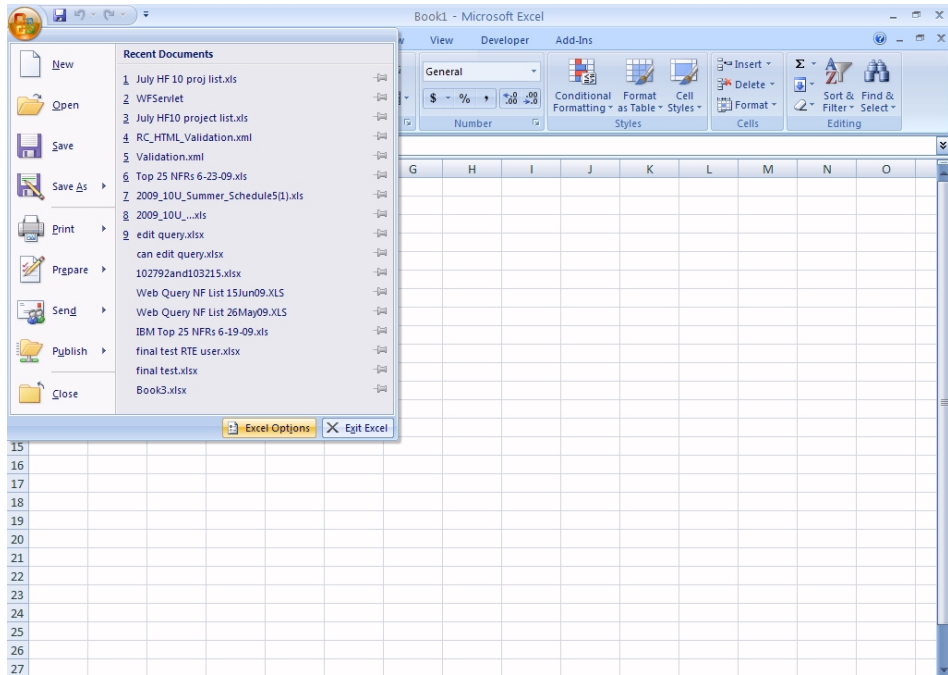 Book1 - Microsoft Excel
View Developer Add-Ins
General
$ % , .00
Conditional Formatting
Format as Table
Cell Styles
Insert
Delete
Format
Σ
Sort & Filter
Find & Select
Number
Styles
Cells
Editing
New
Open
Save
Save As
Print
Prepare
Send
Publish
Close
Recent Documents
1 July HF 10 proj list.xls
2 WFServlet
3 July HF10 project list.xls
4 RC_HTML_Validation.xml
5 Validation.xml
6 Top 25 NFRs 6-23-09.xls
7 2009_10U_Summer_Schedule5(1).xls
8 2009_10U_...xls
9 edit query.xlsx
can edit query.xlsx
102792and103215.xlsx
Web Query NF List 15Jun09.XLS
Web Query NF List 26May09.XLS
IBM Top 25 NFRs 6-19-09.xls
final test RTE user.xlsx
final test.xlsx
Book3.xlsx
Excel Options
Exit Excel
G H I J K L M N O
15
16
17
18
19
20
21
22
23
24
25
26
27